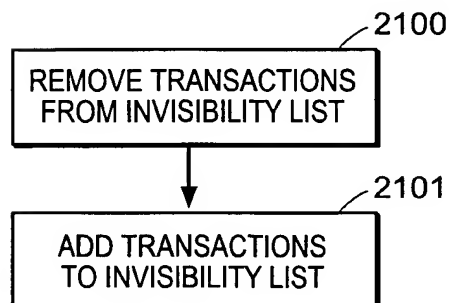 2100
REMOVE TRANSACTIONS
FROM INVISIBILITY LIST
2101
ADD TRANSACTIONS
TO INVISIBILITY LIST